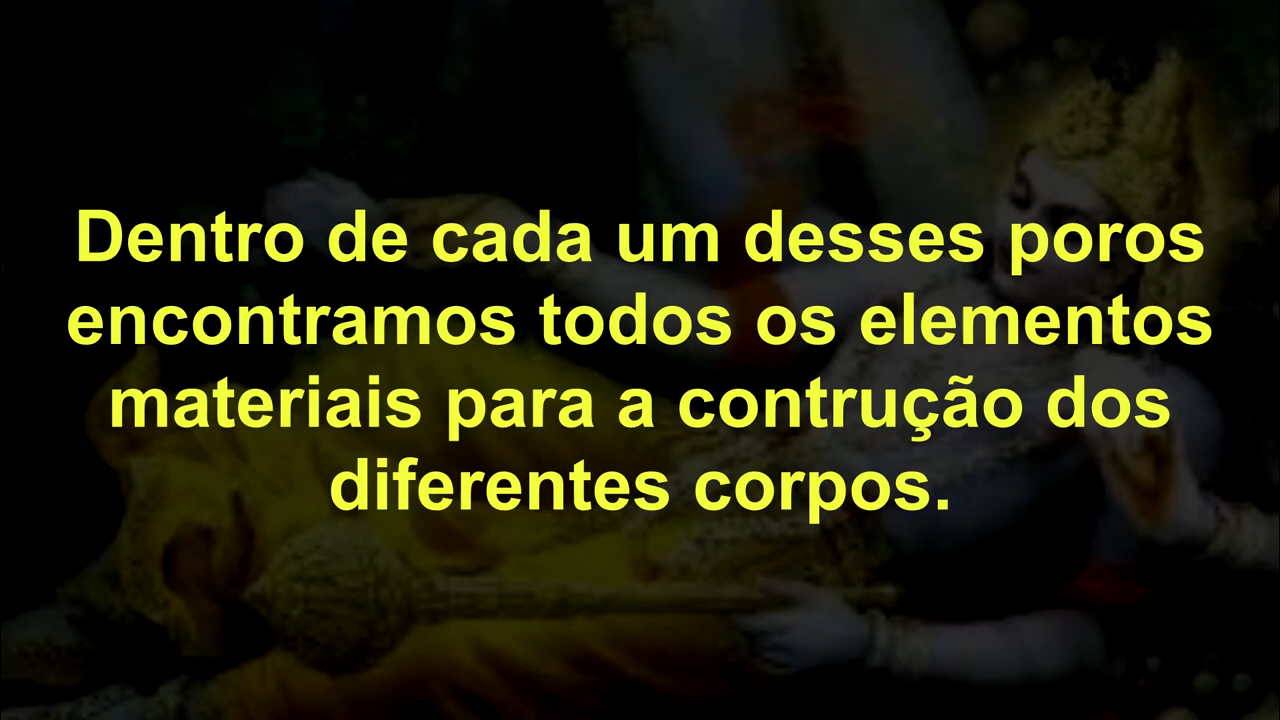 Dentro de cada um desses poros
encontramos todos os elementos
materiais para a contrução dos
diferentes corpos.